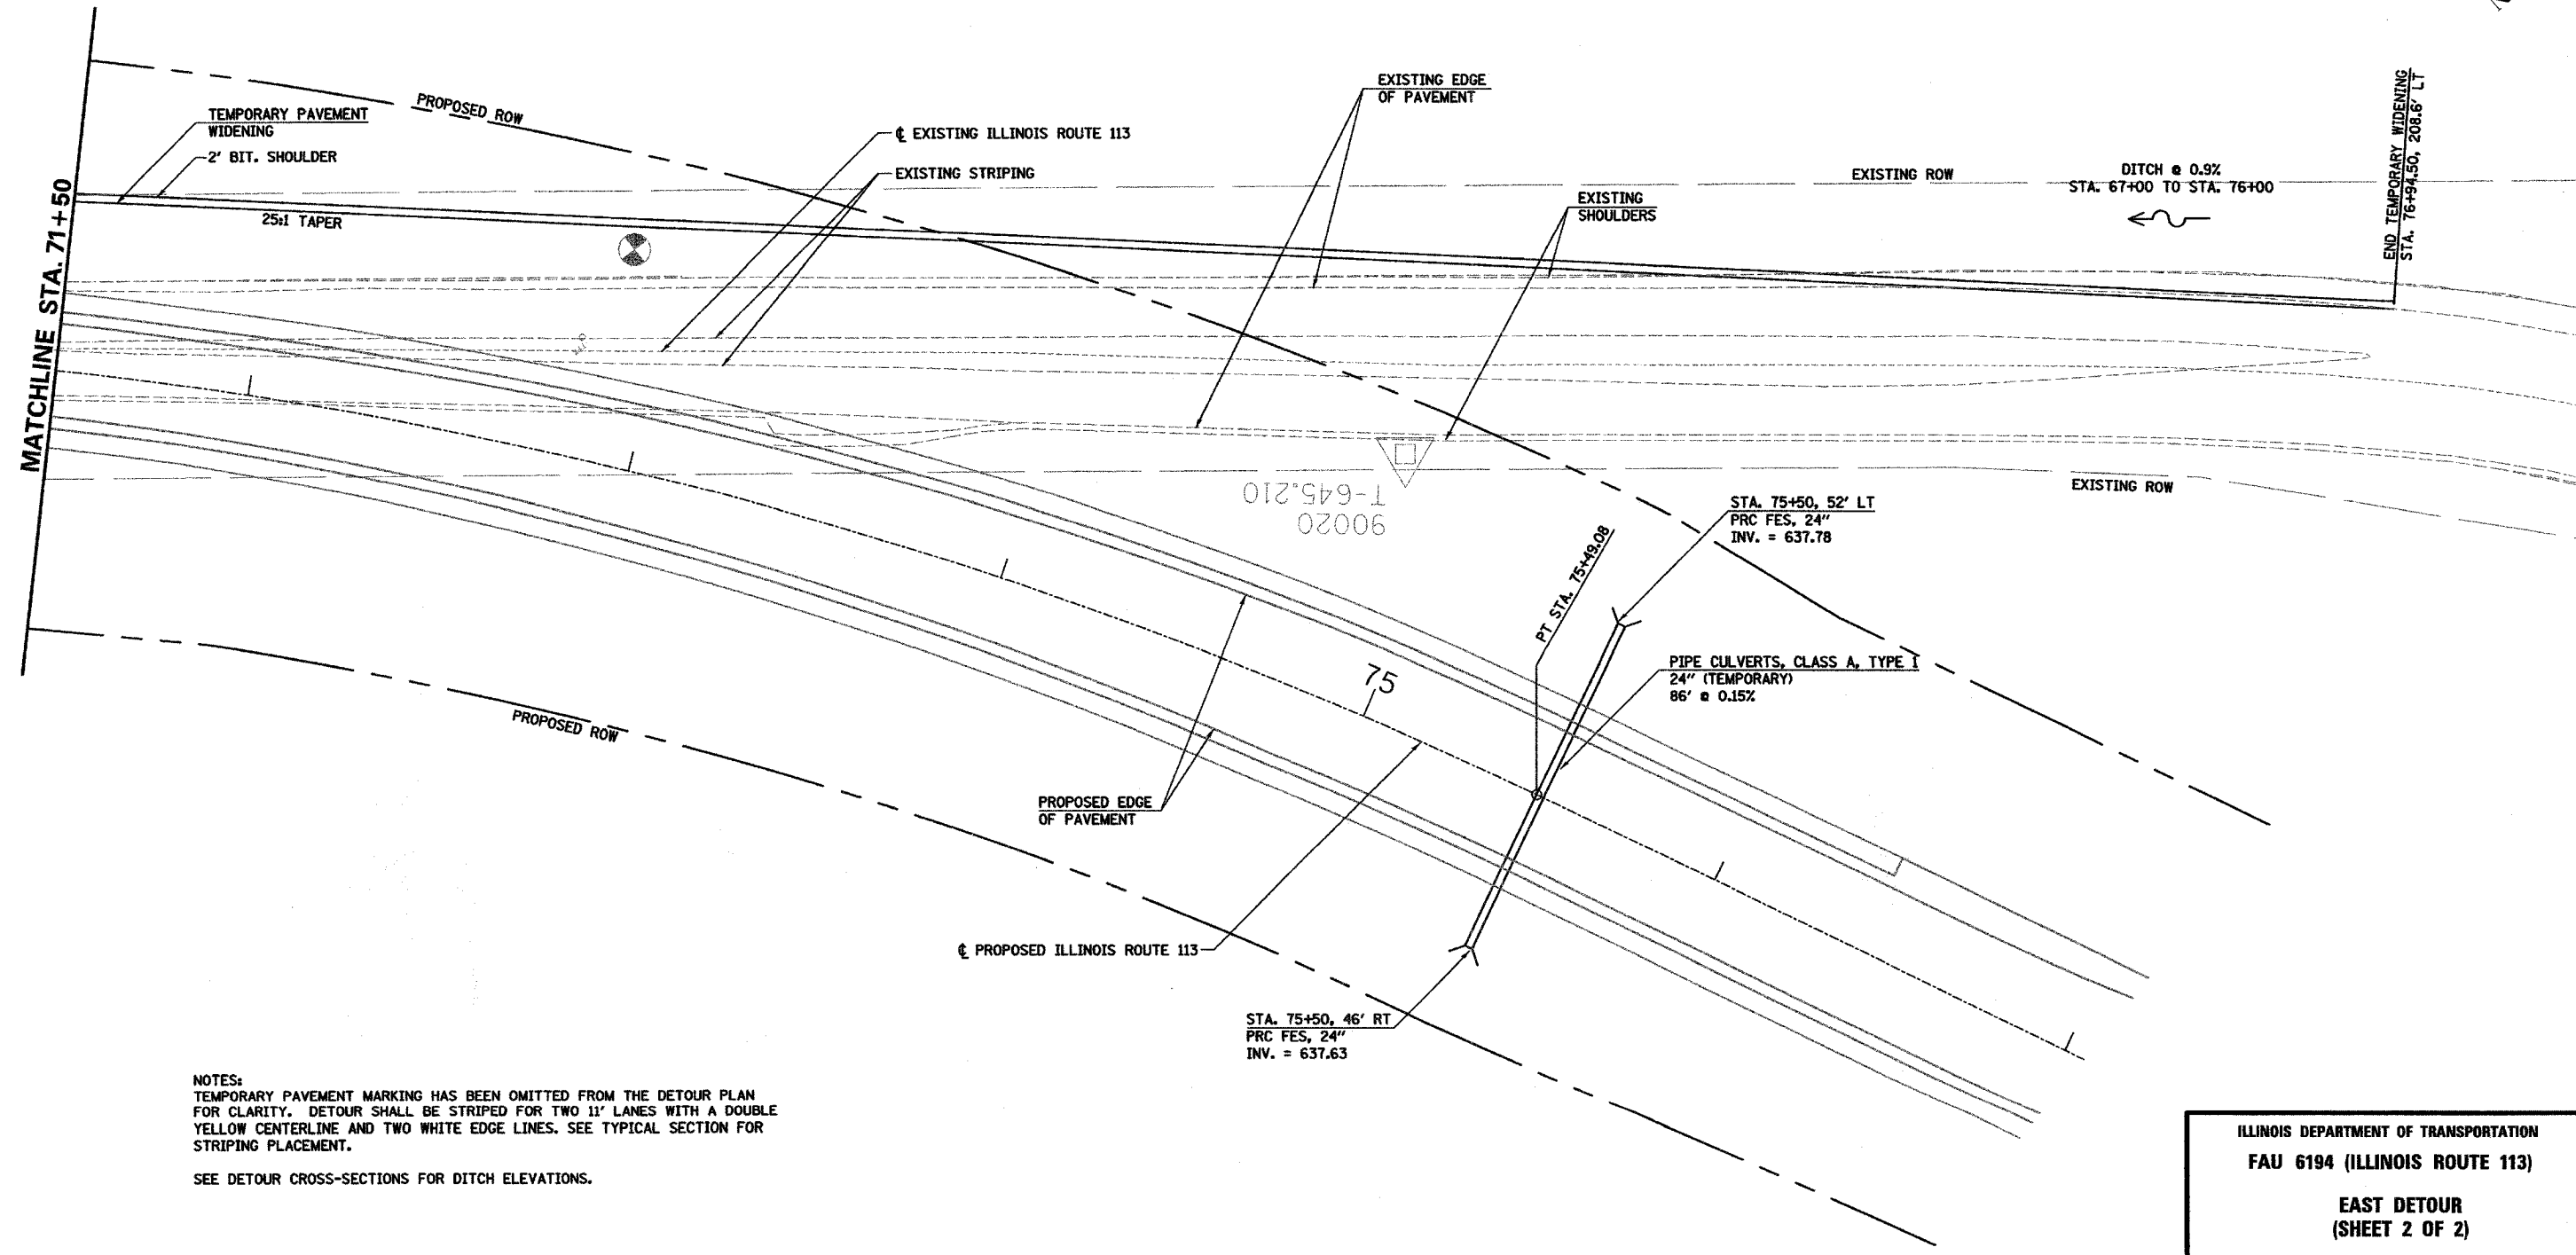 MATCHLINE STA. 71+50
TEMPORARY PAVEMENT
WIDENING
2' BIT. SHOULDER
25:1 TAPER
PROPOSED ROW
℄ EXISTING ILLINOIS ROUTE 113
EXISTING STRIPING
EXISTING EDGE
OF PAVEMENT
EXISTING
SHOULDERS
EXISTING ROW
DITCH @ 0.9%
STA. 67+00 TO STA. 76+00
END TEMPORARY WIDENING
STA. 76+94.50, 208.6' LT
EXISTING ROW
90020
T-645.210
STA. 75+50, 52' LT
PRC FES, 24"
INV. = 637.78
PT STA. 75+49.08
75
PIPE CULVERTS, CLASS A, TYPE 1
24" (TEMPORARY)
86' @ 0.15%
PROPOSED ROW
PROPOSED EDGE
OF PAVEMENT
℄ PROPOSED ILLINOIS ROUTE 113
STA. 75+50, 46' RT
PRC FES, 24"
INV. = 637.63
NOTES:
TEMPORARY PAVEMENT MARKING HAS BEEN OMITTED FROM THE DETOUR PLAN
FOR CLARITY. DETOUR SHALL BE STRIPED FOR TWO 11' LANES WITH A DOUBLE
YELLOW CENTERLINE AND TWO WHITE EDGE LINES. SEE TYPICAL SECTION FOR
STRIPING PLACEMENT.
SEE DETOUR CROSS-SECTIONS FOR DITCH ELEVATIONS.
ILLINOIS DEPARTMENT OF TRANSPORTATION
FAU 6194 (ILLINOIS ROUTE 113)
EAST DETOUR
(SHEET 2 OF 2)